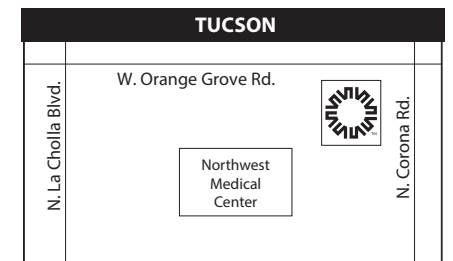 TUCSON
W. Orange Grove Rd.
N. La Cholla Blvd.
N. Corona Rd.
Northwest
Medical
Center